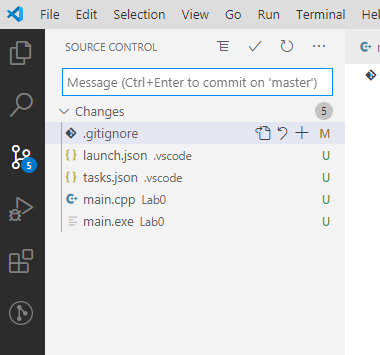 File Edit Selection View Go Run Terminal
SOURCE CONTROL
Message (Ctrl+Enter to commit on 'master')
Changes 5
.gitignore M
5
launch.json .vscode U
tasks.json .vscode U
main.cpp Lab0 U
main.exe Lab0 U